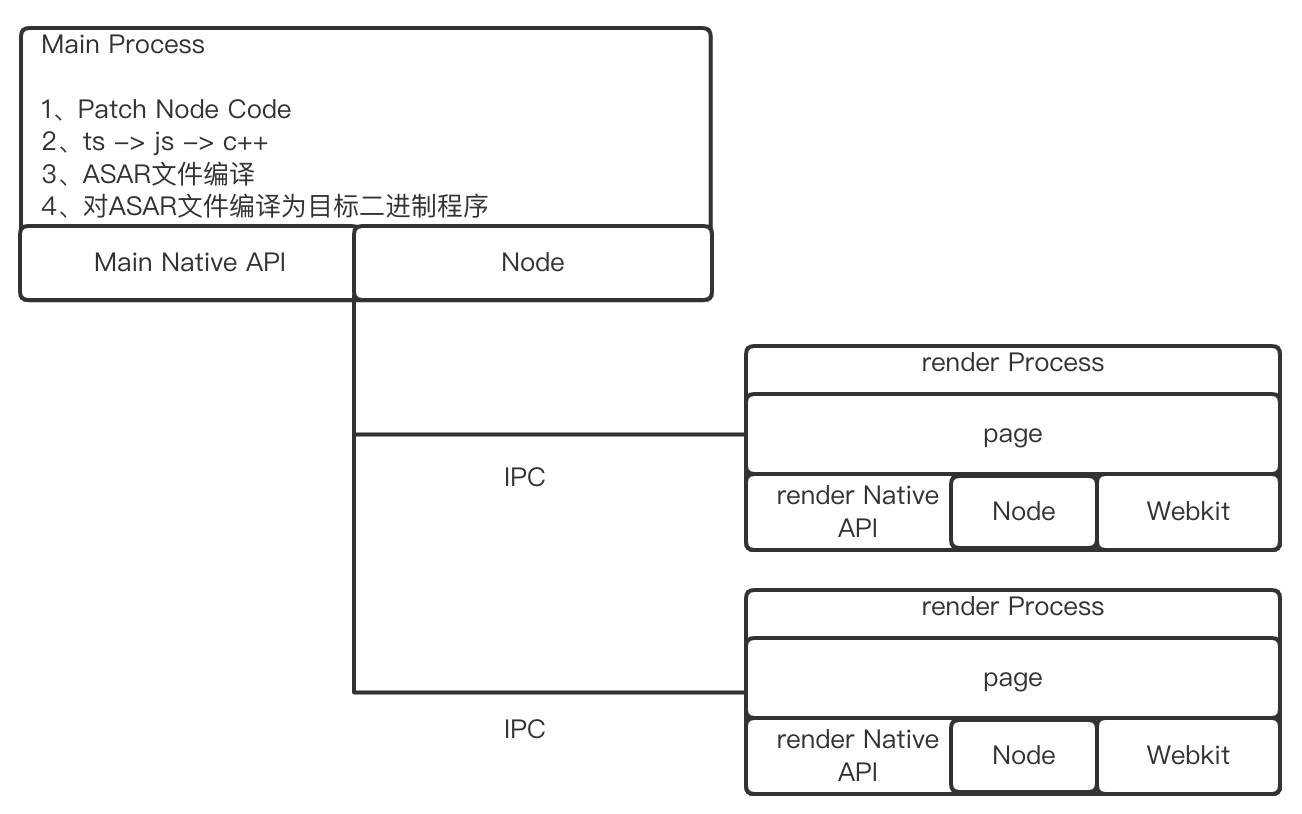 Main Process
1、Patch Node Code
2、ts -> js -> c++
3、ASAR文件编译
4、对ASAR文件编译为目标二进制程序
Main Native API
Node
render Process
page
IPC
render Native
API
Node
Webkit
render Process
page
IPC
render Native
API
Node
Webkit